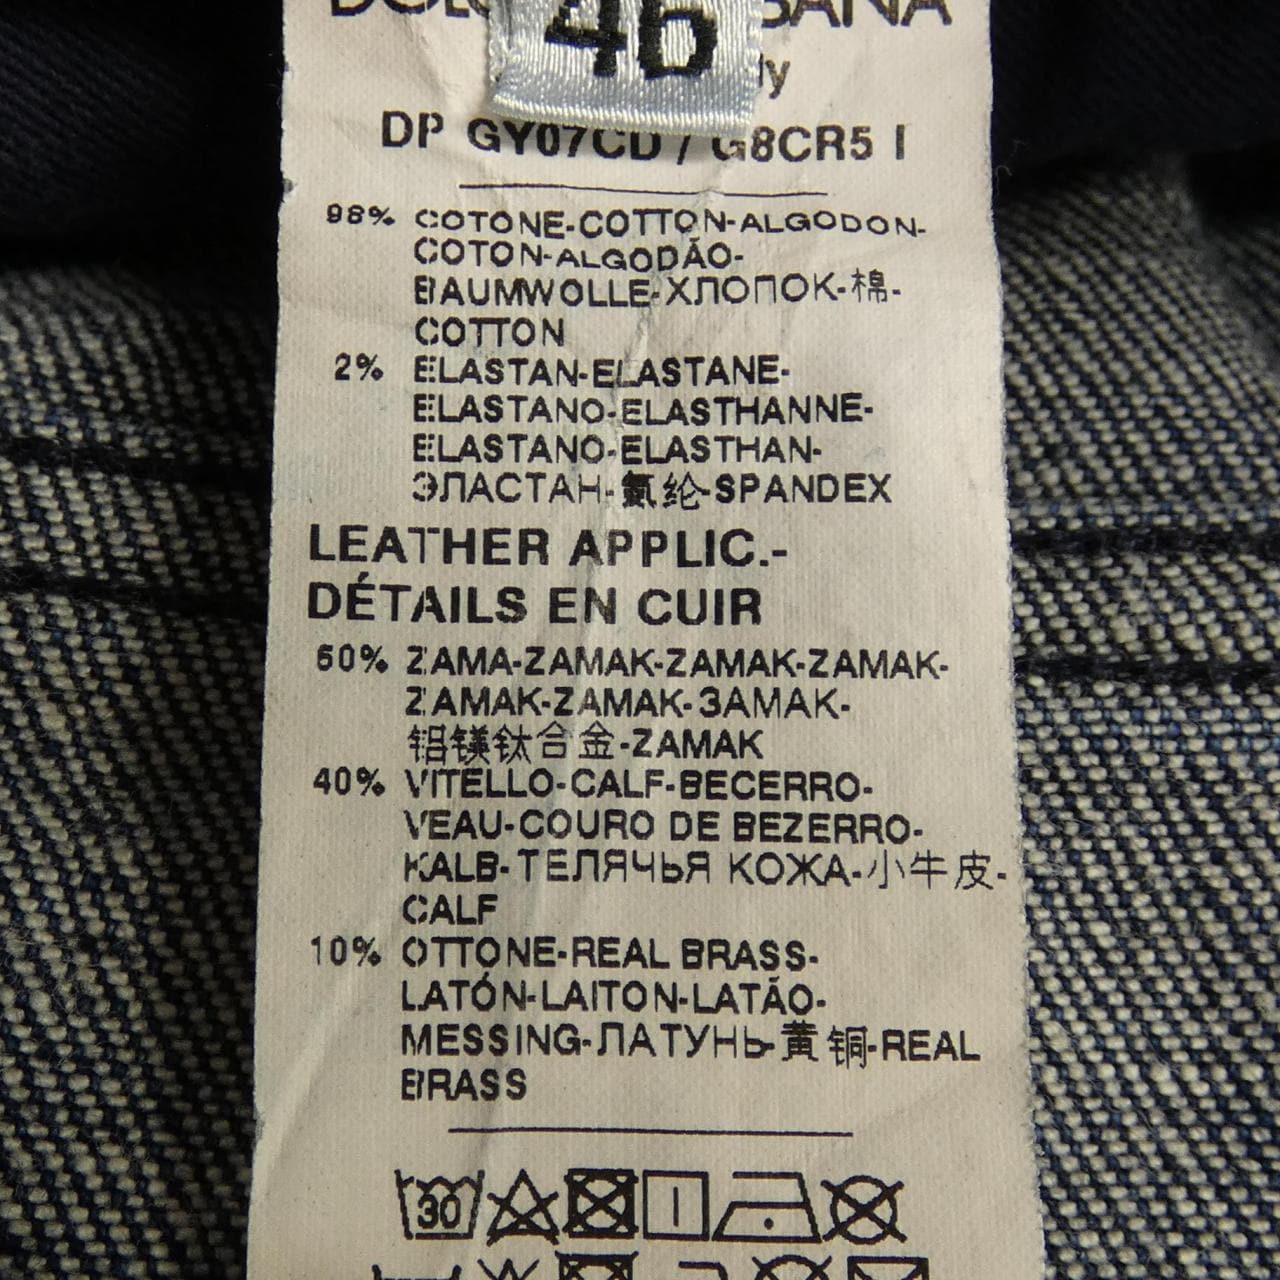 46
DP GY07CD / G8CR5 I
98% COTONE-COTTON-ALGODON-
COTON-ALGODÃO-
BAUMWOLLE-ХЛОПОК-棉-
COTTON
2% ELASTAN-ELASTANE-
ELASTANO-ELASTHANNE-
ELASTANO-ELASTHAN-
ЭЛАСТАН-氨纶-SPANDEX
LEATHER APPLIC.-
DÉTAILS EN CUIR
50% ZAMA-ZAMAK-ZAMAK-ZAMAK-
ZAMAK-ZAMAK-ЗАМАК-
铝镁钛合金-ZAMAK
40% VITELLO-CALF-BECERRO-
VEAU-COURO DE BEZERRO-
KALB-ТЕЛЯЧЬЯ КОЖА-小牛皮-
CALF
10% OTTONE-REAL BRASS-
LATÓN-LAITON-LATÃO-
MESSING-ЛАТУНЬ-黄铜-REAL
BRASS
30